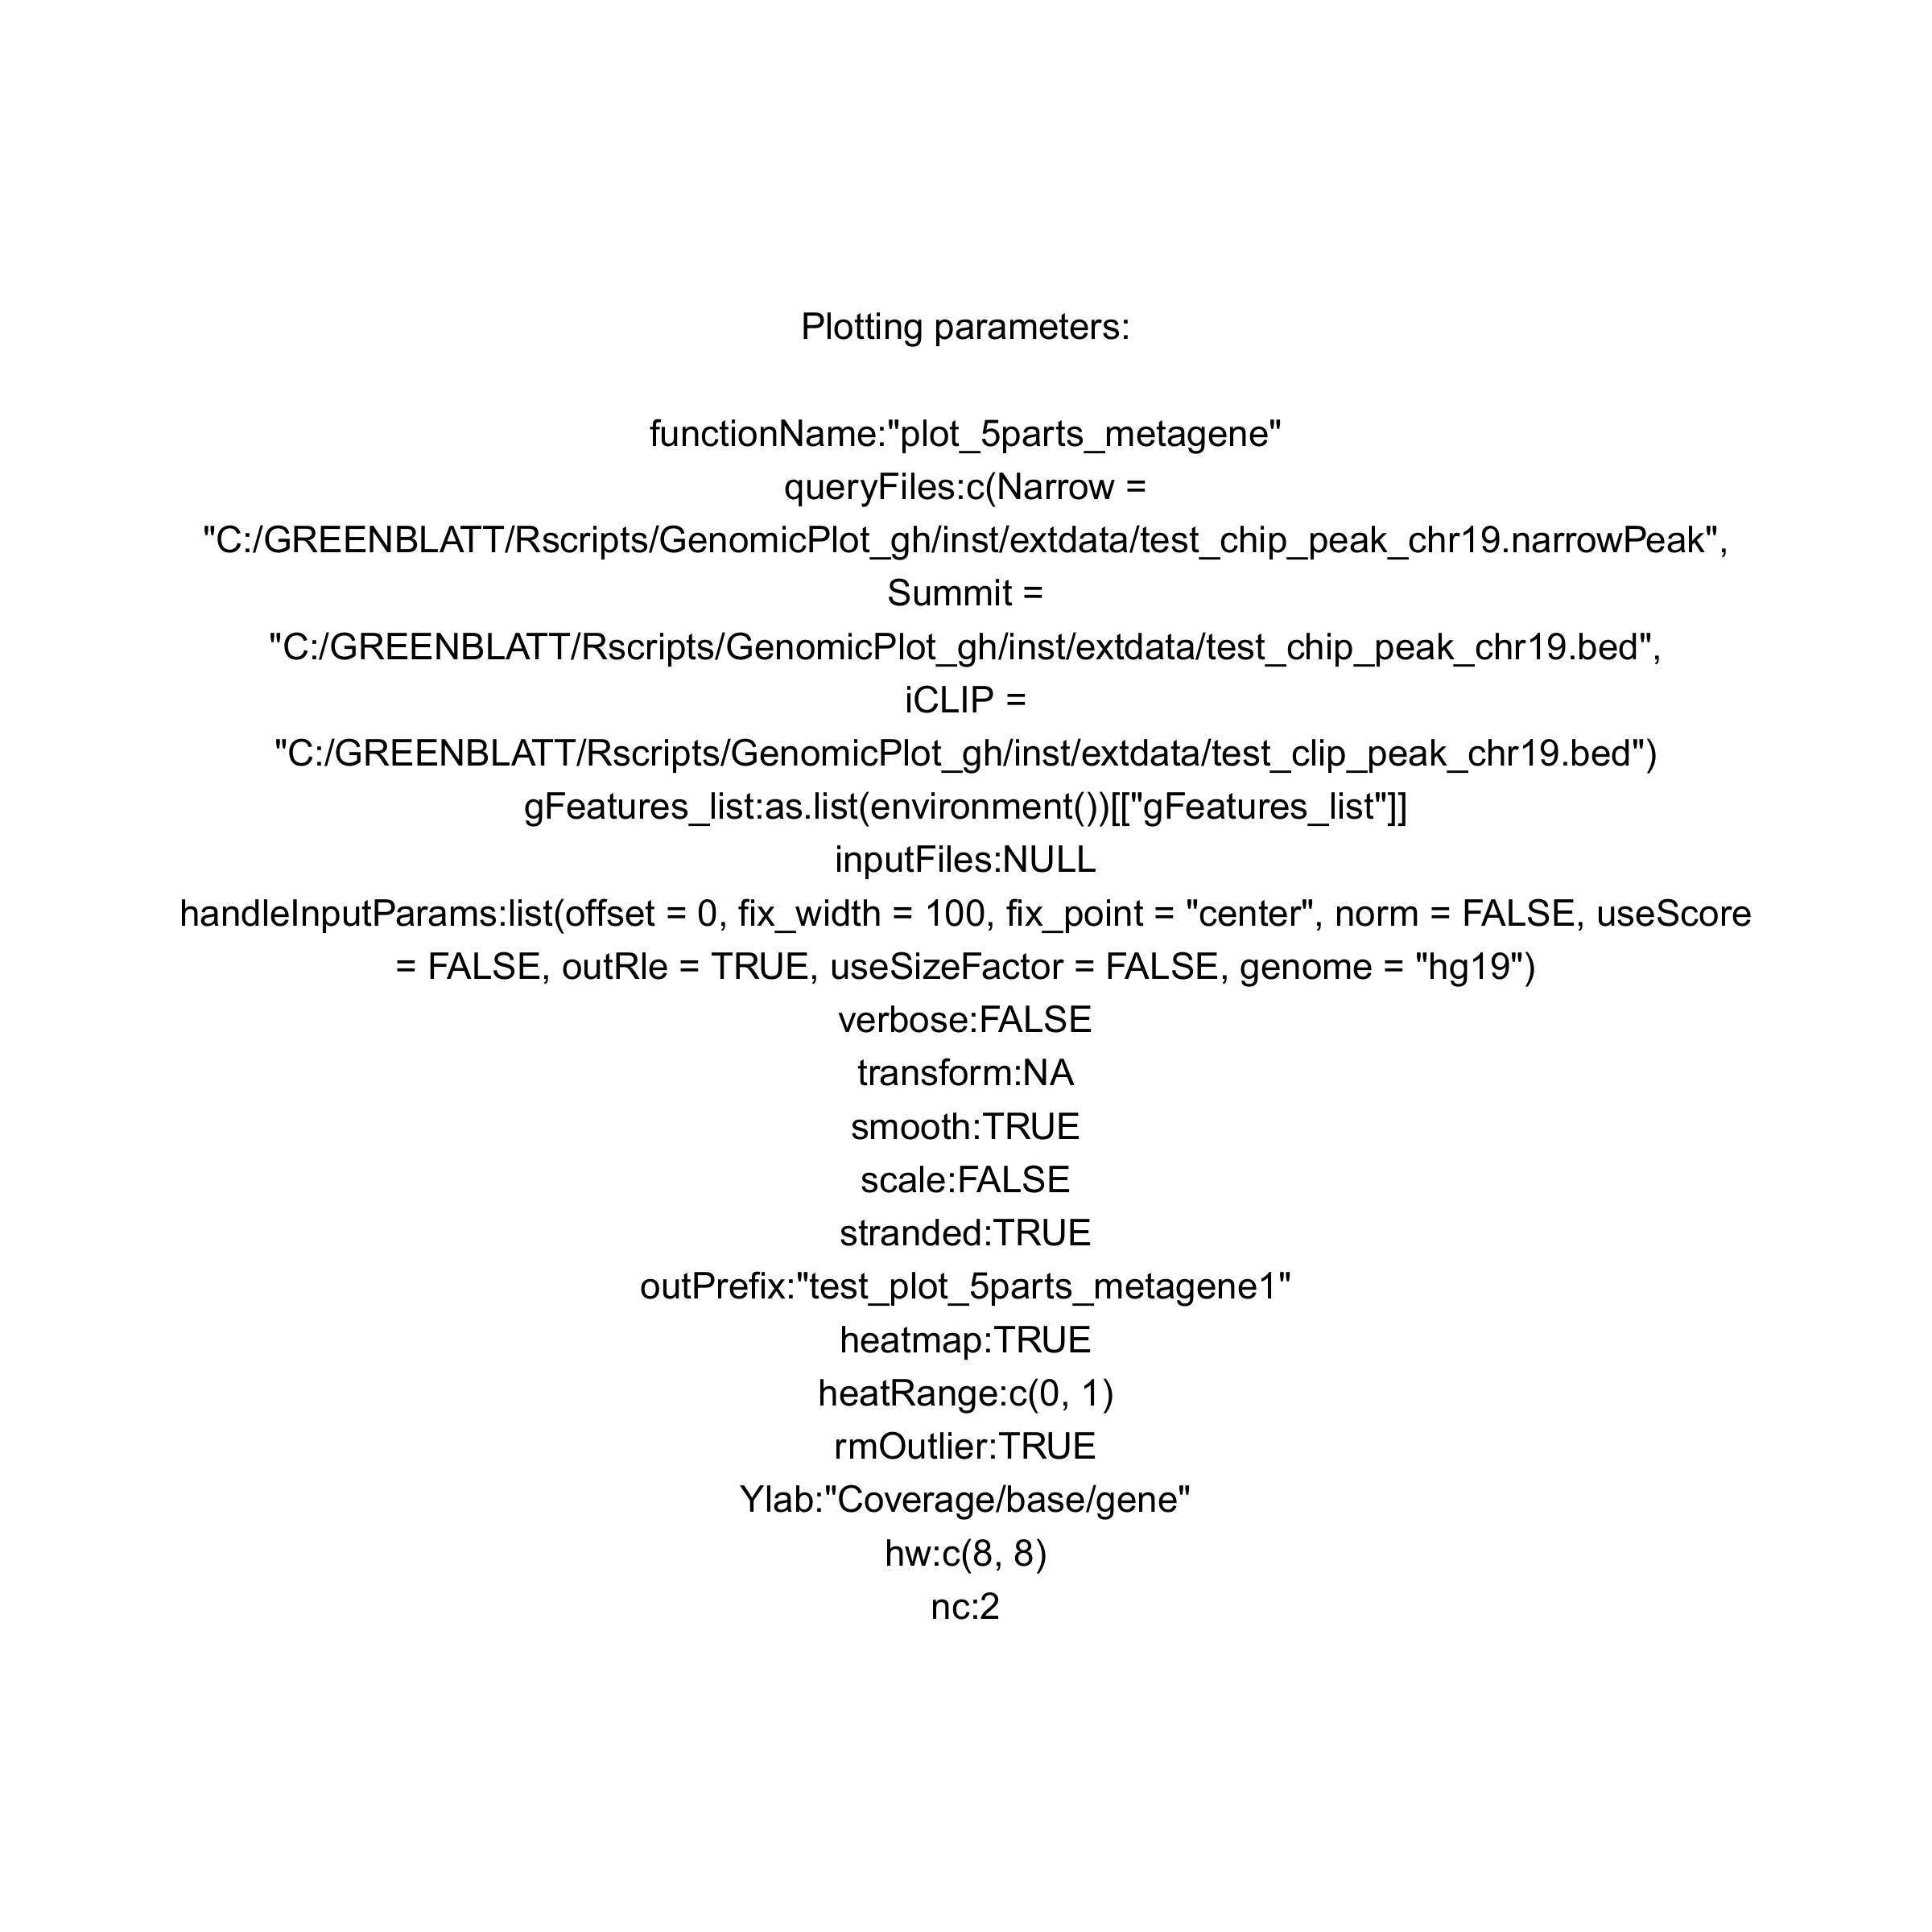 Plotting parameters:
functionName:"plot_5parts_metagene"
queryFiles:c(Narrow =
"C:/GREENBLATT/Rscripts/GenomicPlot_gh/inst/extdata/test_chip_peak_chr19.narrowPeak",
Summit =
"C:/GREENBLATT/Rscripts/GenomicPlot_gh/inst/extdata/test_chip_peak_chr19.bed",
iCLIP =
"C:/GREENBLATT/Rscripts/GenomicPlot_gh/inst/extdata/test_clip_peak_chr19.bed")
gFeatures_list:as.list(environment())[["gFeatures_list"]]
inputFiles:NULL
handleInputParams:list(offset = 0, fix_width = 100, fix_point = "center", norm = FALSE, useScore
= FALSE, outRle = TRUE, useSizeFactor = FALSE, genome = "hg19")
verbose:FALSE
transform:NA
smooth:TRUE
scale:FALSE
stranded:TRUE
outPrefix:"test_plot_5parts_metagene1"
heatmap:TRUE
heatRange:c(0, 1)
rmOutlier:TRUE
Ylab:"Coverage/base/gene"
hw:c(8, 8)
nc:2